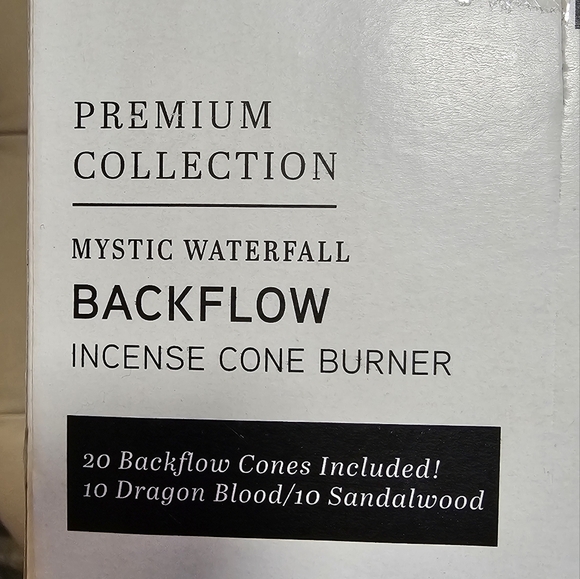 PREMIUM
COLLECTION
MYSTIC WATERFALL
BACKFLOW
INCENSE CONE BURNER
20 Backflow Cones Included!
10 Dragon Blood/10 Sandalwood